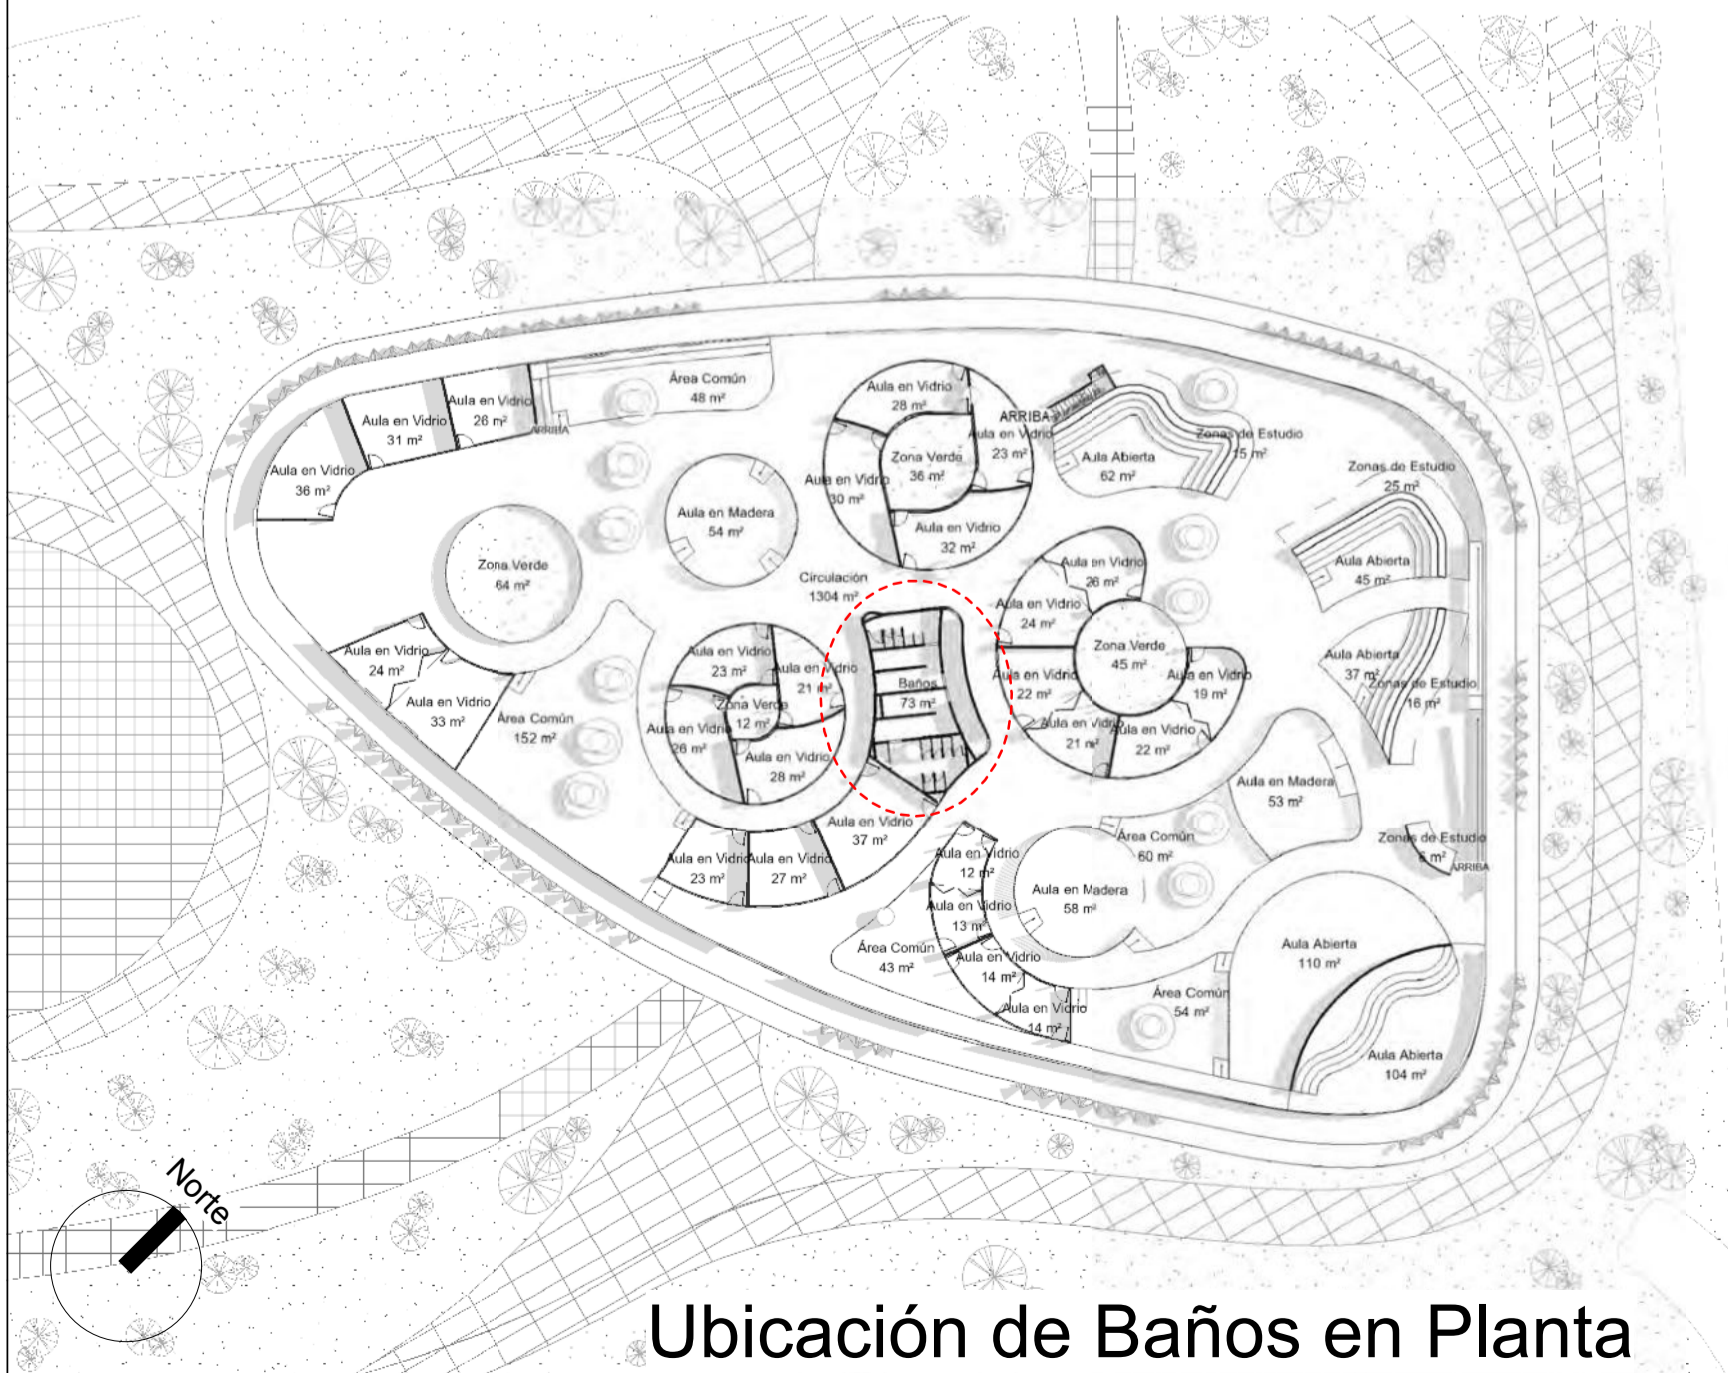 Área Común
48 m²
Aula en Vidrio
28 m²
Aula en Vidrio
26 m²
ARRIBA
Aula en Vidrio
31 m²
ARRIBA
Aula en Vidrio
23 m²
Zonas de Estudio
15 m²
Aula en Vidrio
36 m²
Zona Verde
36 m²
Aula Abierta
62 m²
Zonas de Estudio
25 m²
Aula en Vidrio
30 m²
Aula en Madera
54 m²
Aula en Vidrio
32 m²
Zona Verde
64 m²
Circulación
1304 m²
Aula en Vidrio
26 m²
Aula Abierta
45 m²
Aula en Vidrio
24 m²
Aula en Vidrio
24 m²
Aula en Vidrio
23 m²
Aula en Vidrio
21 m²
Baños
73 m²
Zona Verde
45 m²
Aula en Vidrio
22 m²
Aula en Vidrio
19 m²
Aula Abierta
37 m²
Zonas de Estudio
16 m²
Aula en Vidrio
33 m²
Área Común
152 m²
Zona Verde
12 m²
Aula en Vidrio
26 m²
Aula en Vidrio
28 m²
Aula en Vidrio
21 m²
Aula en Vidrio
22 m²
Aula en Madera
53 m²
Aula en Vidrio
37 m²
Aula en Vidrio
23 m²
Aula en Vidrio
27 m²
Aula en Vidrio
12 m²
Área Común
60 m²
Zonas de Estudio
6 m²
ARRIBA
Aula en Madera
58 m²
Aula en Vidrio
13 m²
Área Común
43 m²
Aula en Vidrio
14 m²
Aula Abierta
110 m²
Área Común
54 m²
Aula en Vidrio
14 m²
Aula Abierta
104 m²
Norte
Ubicación de Baños en Planta